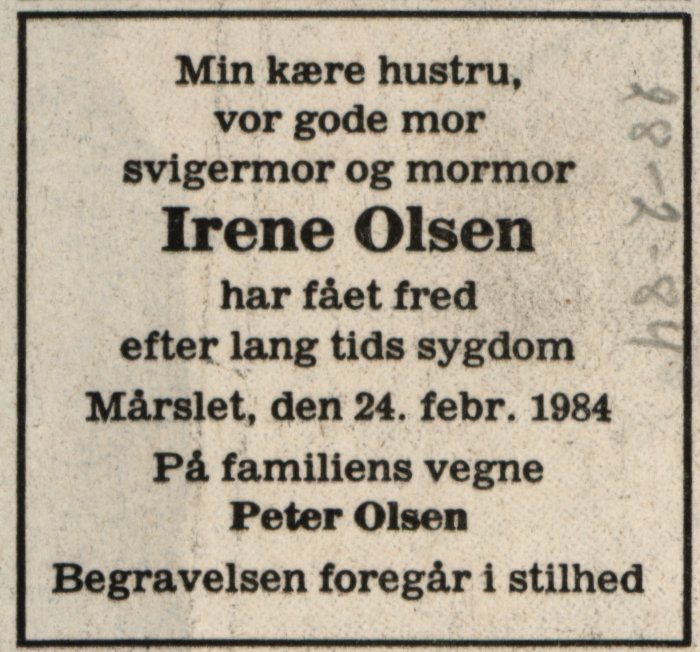 Min kære hustru,
vor gode mor
svigermor og mormor
Irene Olsen
har fået fred
efter lang tids sygdom
Mårslet, den 24. febr. 1984
På familiens vegne
Peter Olsen
Begravelsen foregår i stilhed
28-2-84